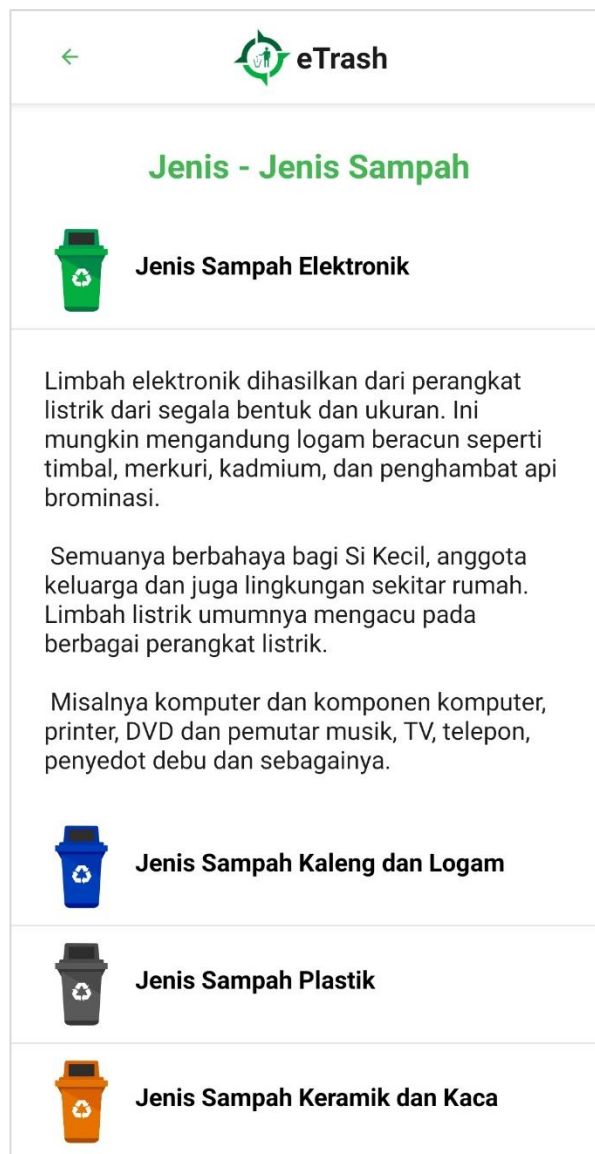 eTrash
Jenis - Jenis Sampah
Jenis Sampah Elektronik
Limbah elektronik dihasilkan dari perangkat
listrik dari segala bentuk dan ukuran. Ini
mungkin mengandung logam beracun seperti
timbal, merkuri, kadmium, dan penghambat api
brominasi.
Semuanya berbahaya bagi Si Kecil, anggota
keluarga dan juga lingkungan sekitar rumah.
Limbah listrik umumnya mengacu pada
berbagai perangkat listrik.
Misalnya komputer dan komponen komputer,
printer, DVD dan pemutar musik, TV, telepon,
penyedot debu dan sebagainya.
Jenis Sampah Kaleng dan Logam
Jenis Sampah Plastik
Jenis Sampah Keramik dan Kaca